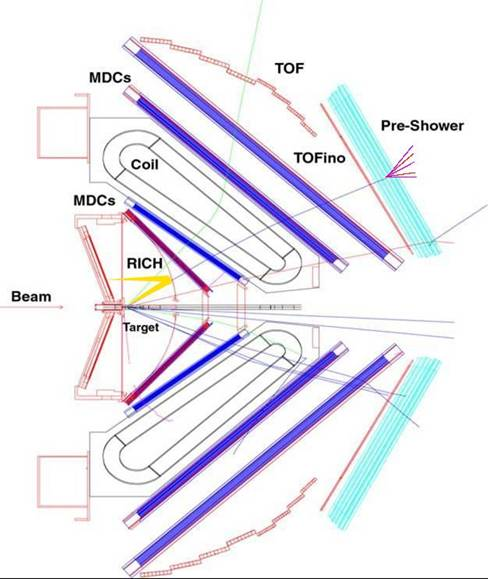 TOF
MDCs
Pre-Shower
TOFino
Coil
MDCs
RICH
Beam
Target